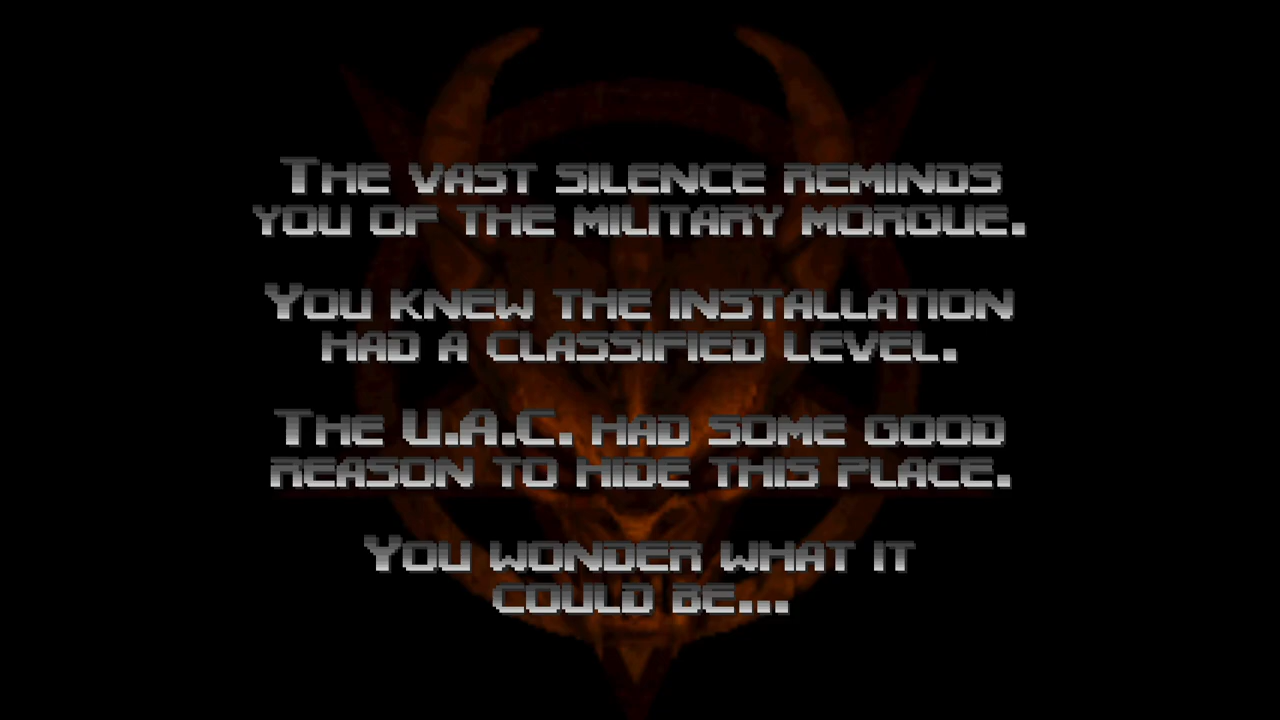 The vast silence reminds
you of the military morgue.
You knew the installation
had a classified level.
The U.A.C. had some good
reason to hide this place.
You wonder what it
could be...